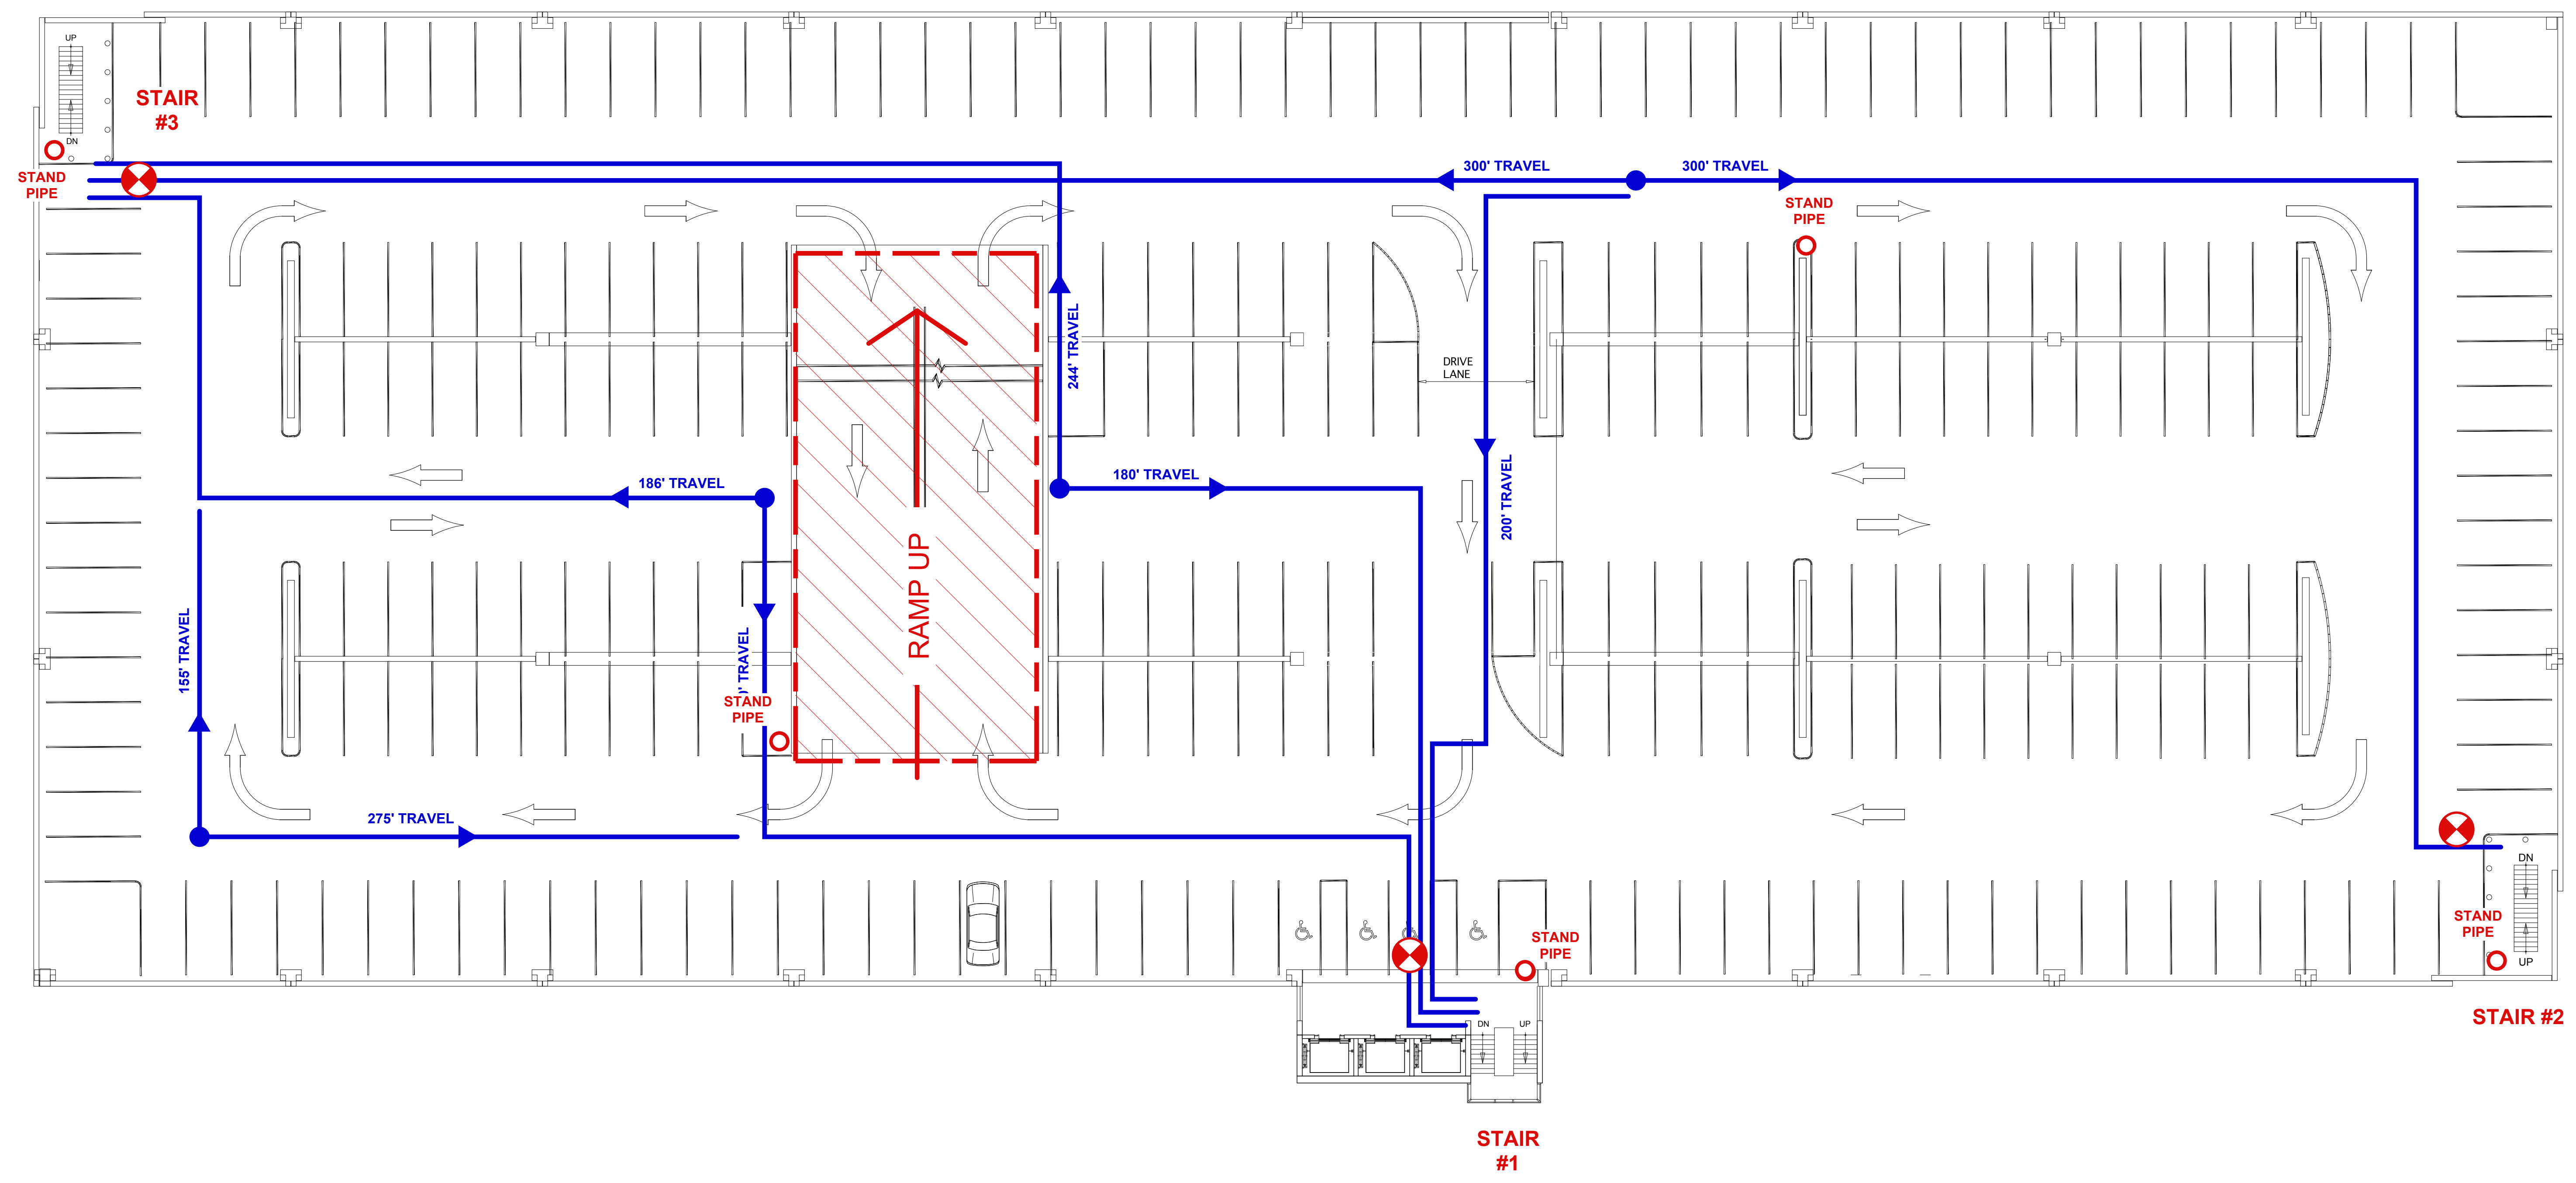 UP
STAIR
#3
DN
STAND
PIPE
300' TRAVEL
300' TRAVEL
STAND
PIPE
244' TRAVEL
DRIVE
LANE
186' TRAVEL
180' TRAVEL
200' TRAVEL
RAMP UP
155' TRAVEL
' TRAVEL
STAND
PIPE
275' TRAVEL
DN
STAND
PIPE
UP
STAND
PIPE
STAIR #2
DN
UP
STAIR
#1